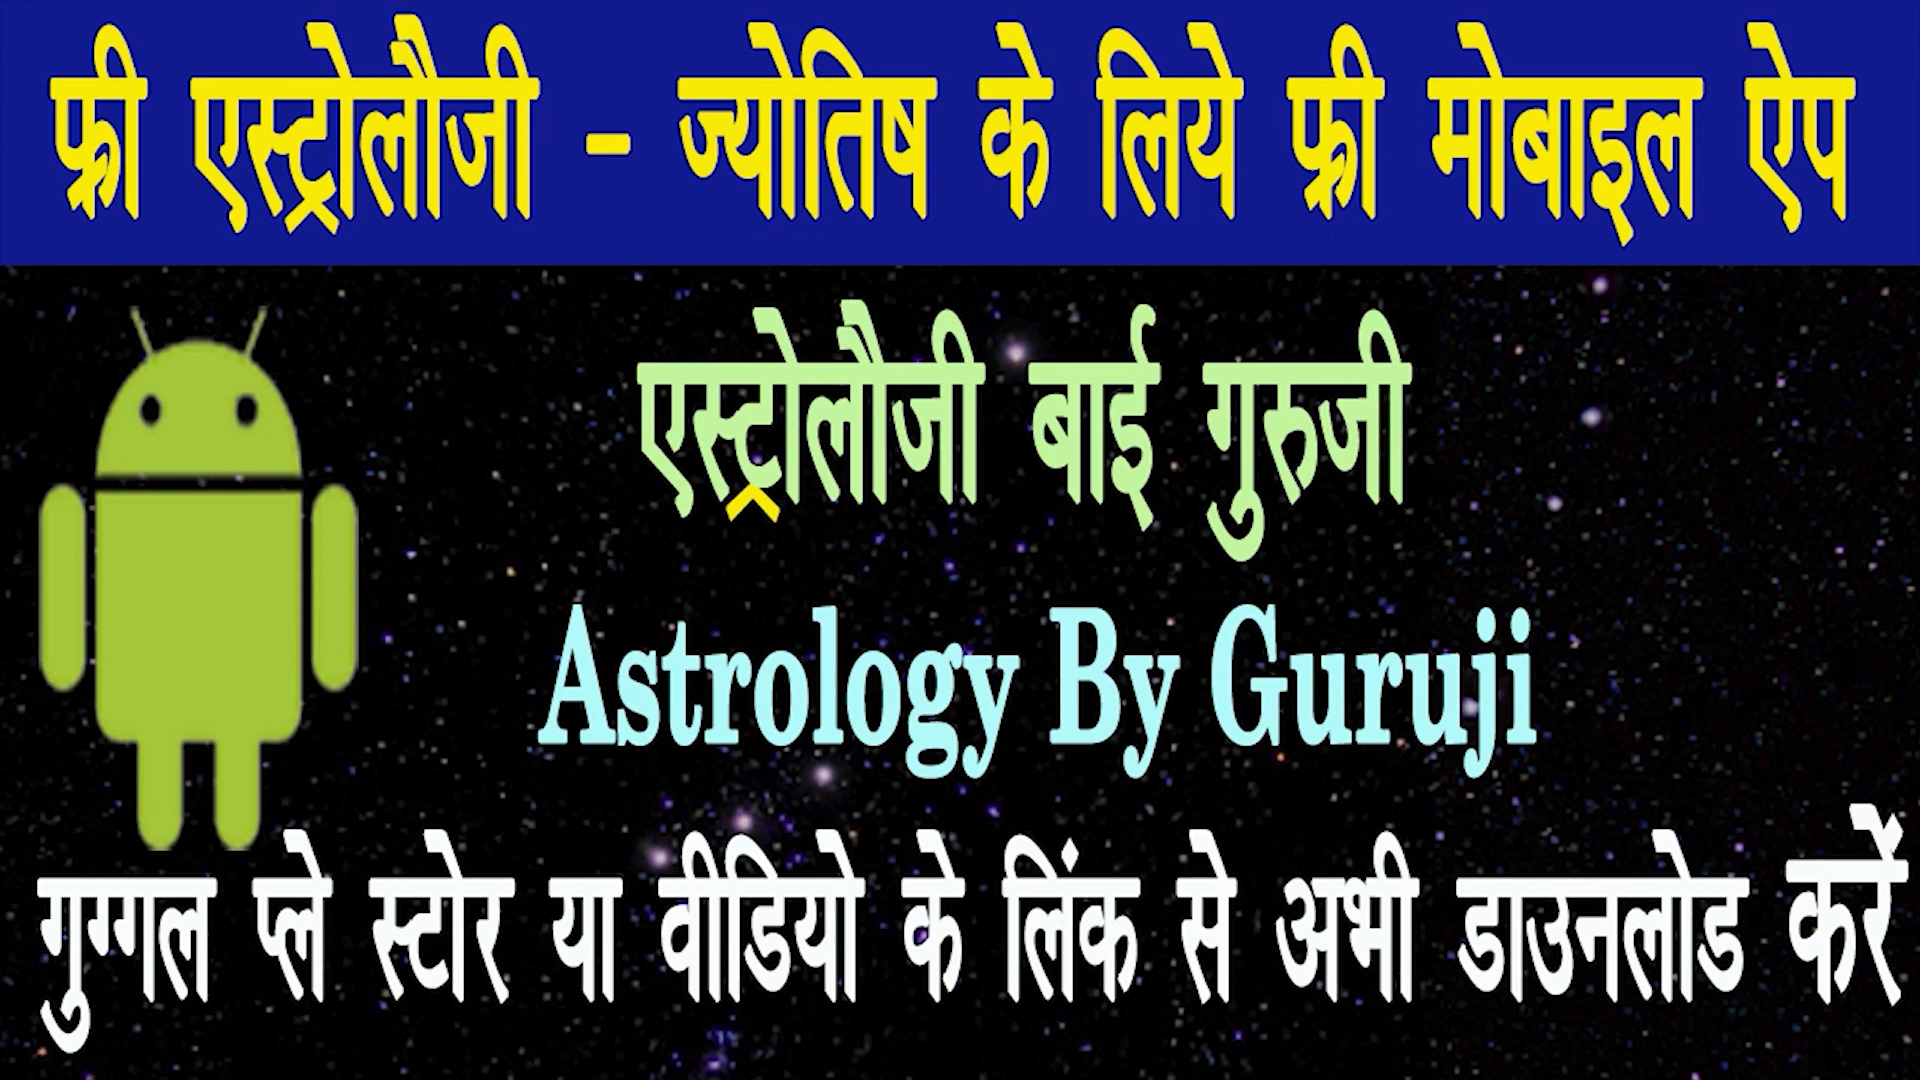 फ्री एस्ट्रोलौजी - ज्योतिष के लिये फ्री मोबाइल ऐप
एस्ट्रोलौजी बाई गुरुजी
Astrology By Guruji
गुग्गल प्ले स्टोर या वीडियो के लिंक से अभी डाउनलोड करें